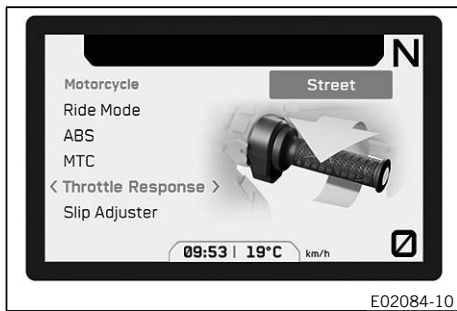 N
Motorcycle
Street
Ride Mode
ABS
MTC
< Throttle Response >
Slip Adjuster
09:53 | 19°C km/h
E02084-10